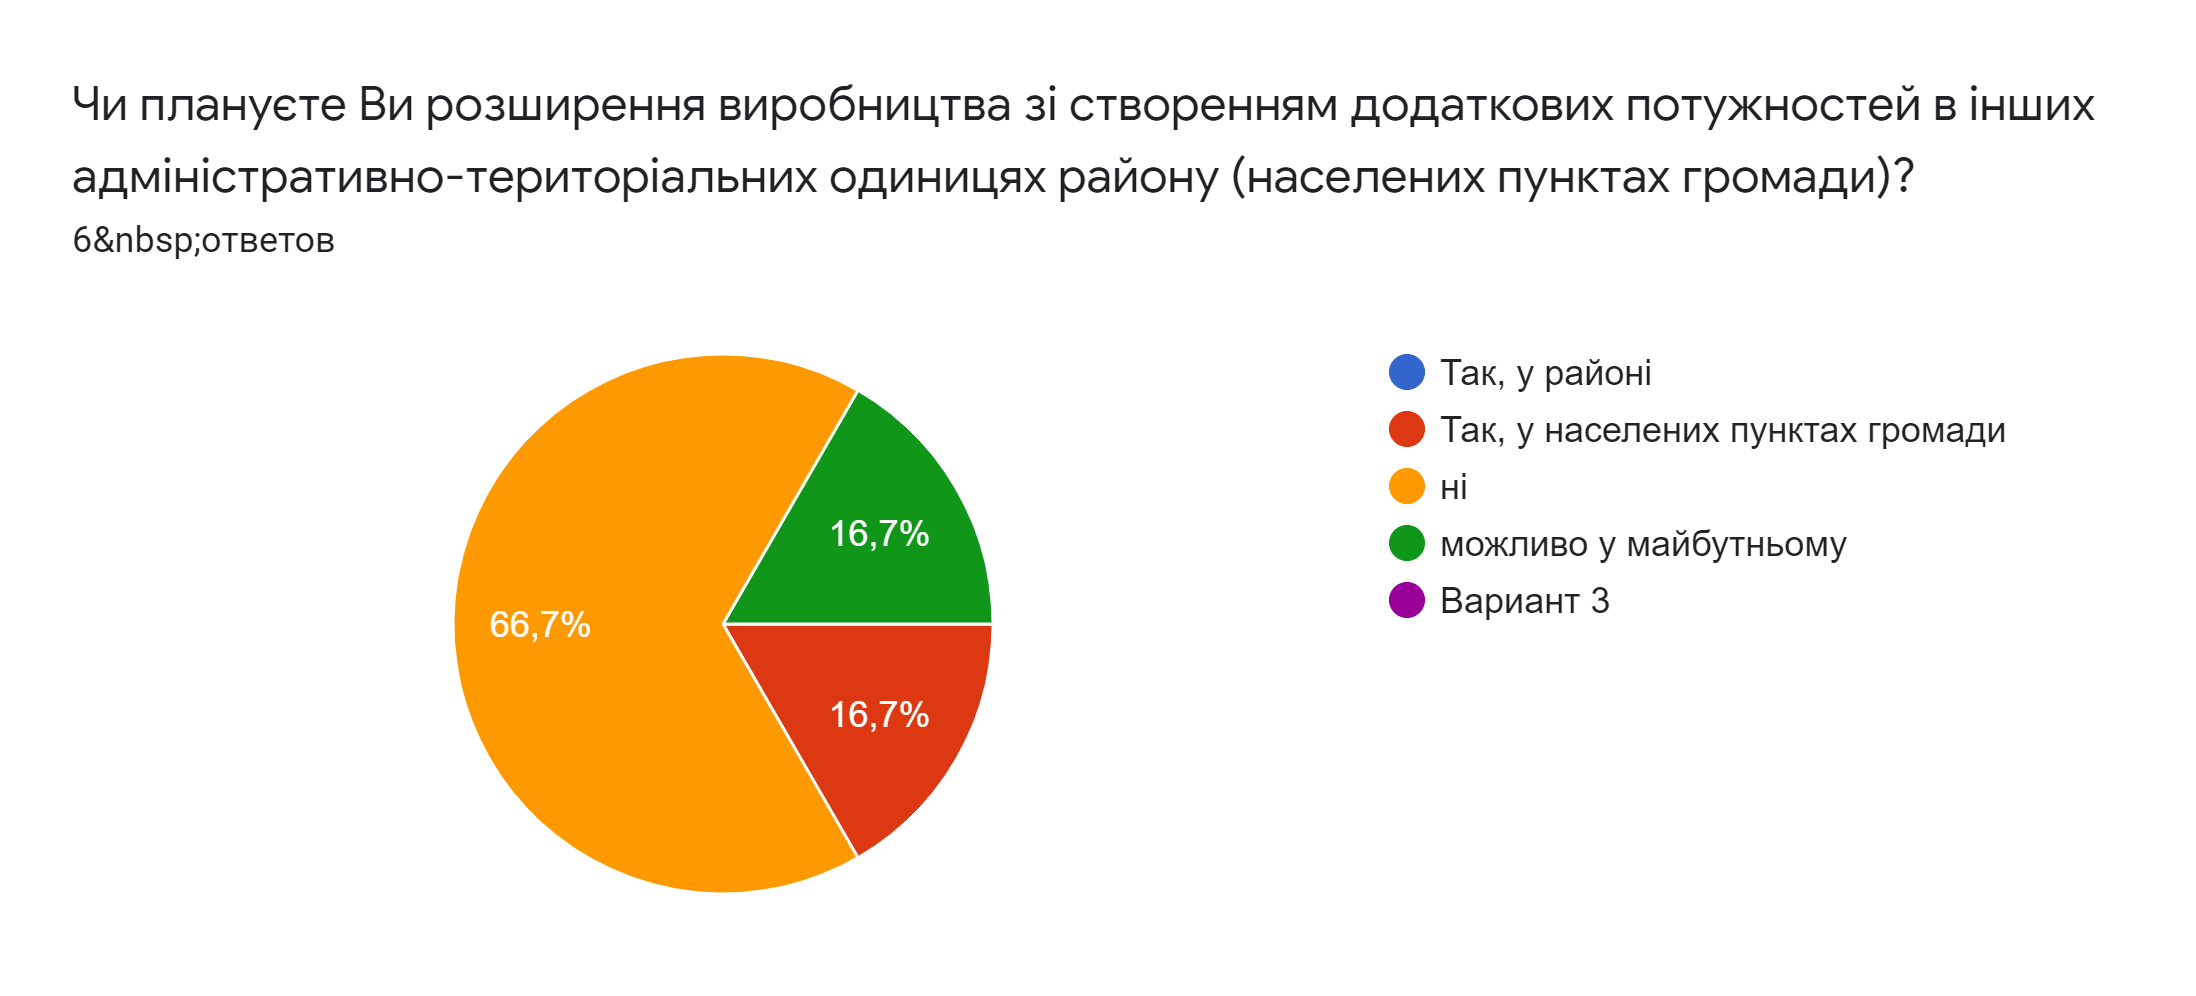 Чи плануєте Ви розширення виробництва зі створенням додаткових потужностей в інших
адміністративно-територіальних одиницях району (населених пунктах громади)?
6&nbsp;ответов
Так, у районі
Так, у населених пунктах громади
ні
можливо у майбутньому
Вариант 3
16,7%
66,7%
16,7%